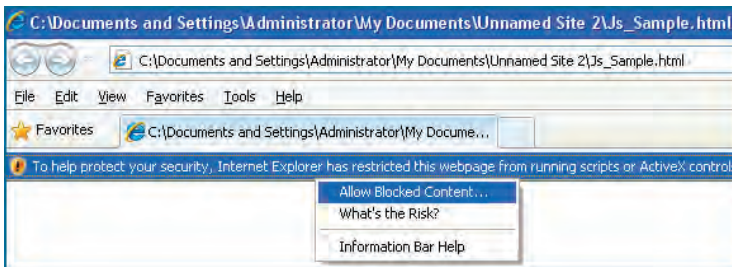 C:\Documents and Settings\Administrator\My Documents\Unnamed Site 2\Js_Sample.html
C:\Documents and Settings\Administrator\My Documents\Unnamed Site 2\Js_Sample.html
File Edit View Favorites Tools Help
Favorites C:\Documents and Settings\Administrator\My Docume...
To help protect your security, Internet Explorer has restricted this webpage from running scripts or ActiveX control
Allow Blocked Content...
What's the Risk?
Information Bar Help